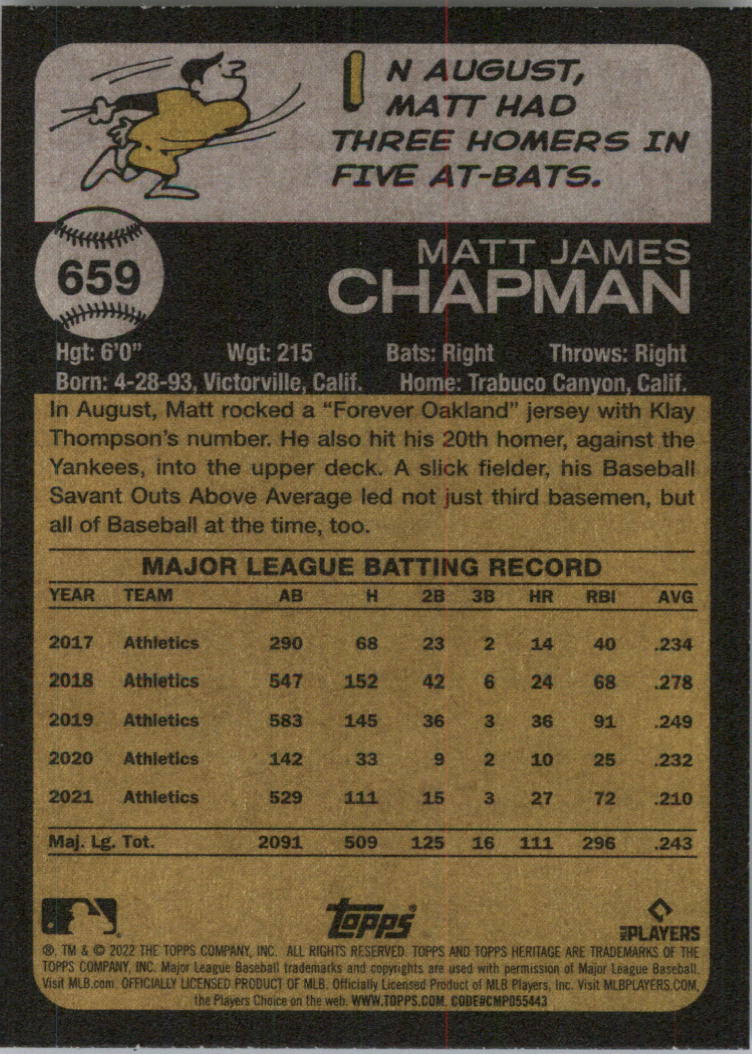 IN AUGUST,
MATT HAD
THREE HOMERS IN
FIVE AT-BATS.
659
MATT JAMES
CHAPMAN
Hgt: 6'0" Wgt: 215 Bats: Right Throws: Right
Born: 4-28-93, Victorville, Calif. Home: Trabuco Canyon, Calif.
In August, Matt rocked a “Forever Oakland” jersey with Klay
Thompson's number. He also hit his 20th homer, against the
Yankees, into the upper deck. A slick fielder, his Baseball
Savant Outs Above Average led not just third basemen, but
all of Baseball at the time, too.
MAJOR LEAGUE BATTING RECORD
YEAR TEAM AB H 2B 3B HR RBI AVG
2017 Athletics 290 68 23 2 14 40 .234
2018 Athletics 547 152 42 6 24 68 .278
2019 Athletics 583 145 36 3 36 91 .249
2020 Athletics 142 33 9 2 10 25 .232
2021 Athletics 529 111 15 3 27 72 .210
Maj. Lg. Tot. 2091 509 125 16 111 296 .243
Topps®
MLB PLAYERS
®, TM & © 2022 THE TOPPS COMPANY, INC. ALL RIGHTS RESERVED. TOPPS AND TOPPS HERITAGE ARE TRADEMARKS OF THE
TOPPS COMPANY, INC. Major League Baseball trademarks and copyrights are used with permission of Major League Baseball.
Visit MLB.com. OFFICIALLY LICENSED PRODUCT OF MLB. Officially Licensed Product of MLB Players, Inc. Visit MLBPLAYERS.COM,
the Players Choice on the web. WWW.TOPPS.COM. CODE#CMP055443